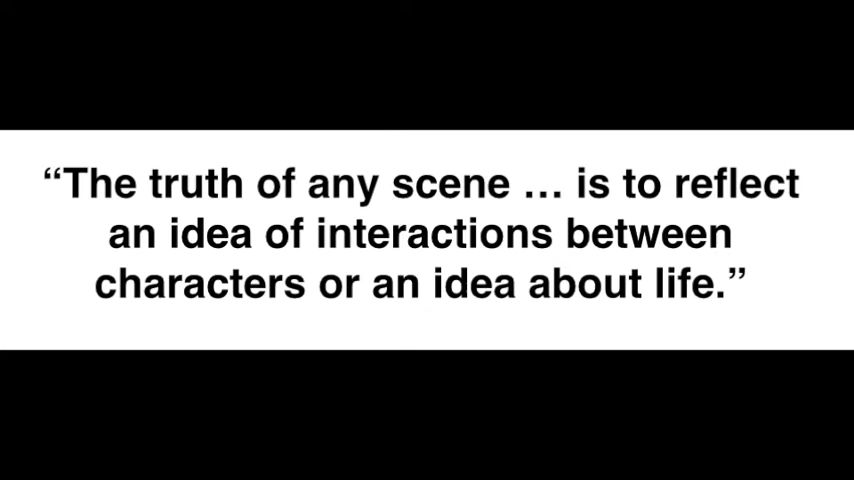 “The truth of any scene … is to reflect
an idea of interactions between
characters or an idea about life.”